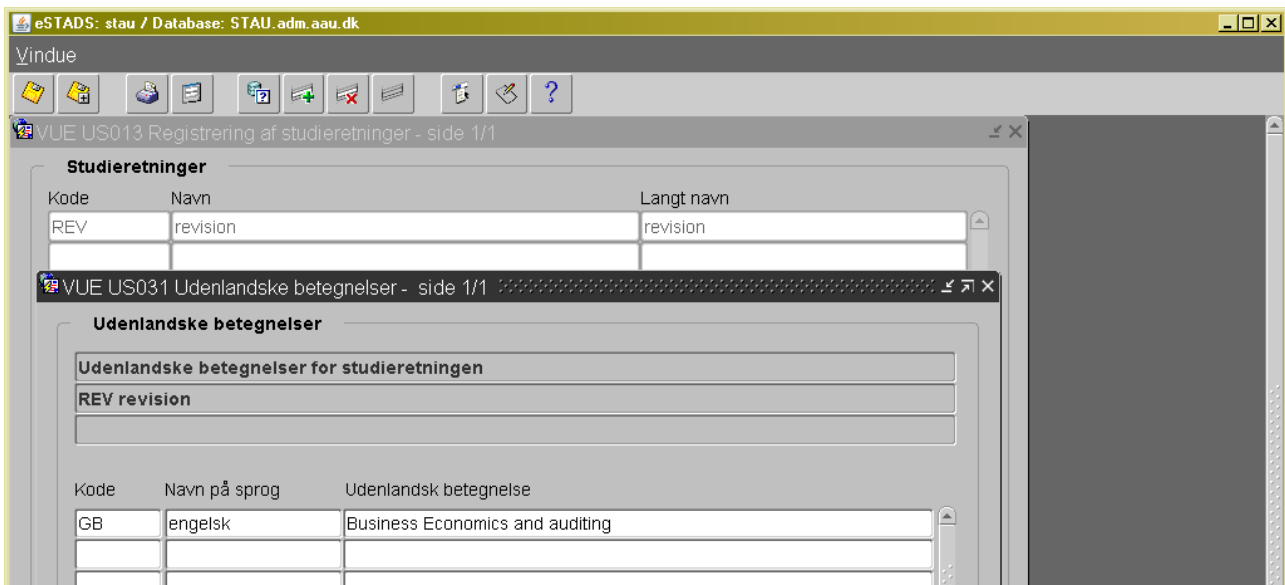 eSTADS: stau / Database: STAU.adm.aau.dk
Vindue
VUE US013 Registrering af studieretninger - side 1/1
Studieretninger
Kode Navn Langt navn
REV revision revision
VUE US031 Udenlandske betegnelser - side 1/1
Udenlandske betegnelser
Udenlandske betegnelser for studieretningen
REV revision
Kode Navn på sprog Udenlandsk betegnelse
GB engelsk Business Economics and auditing